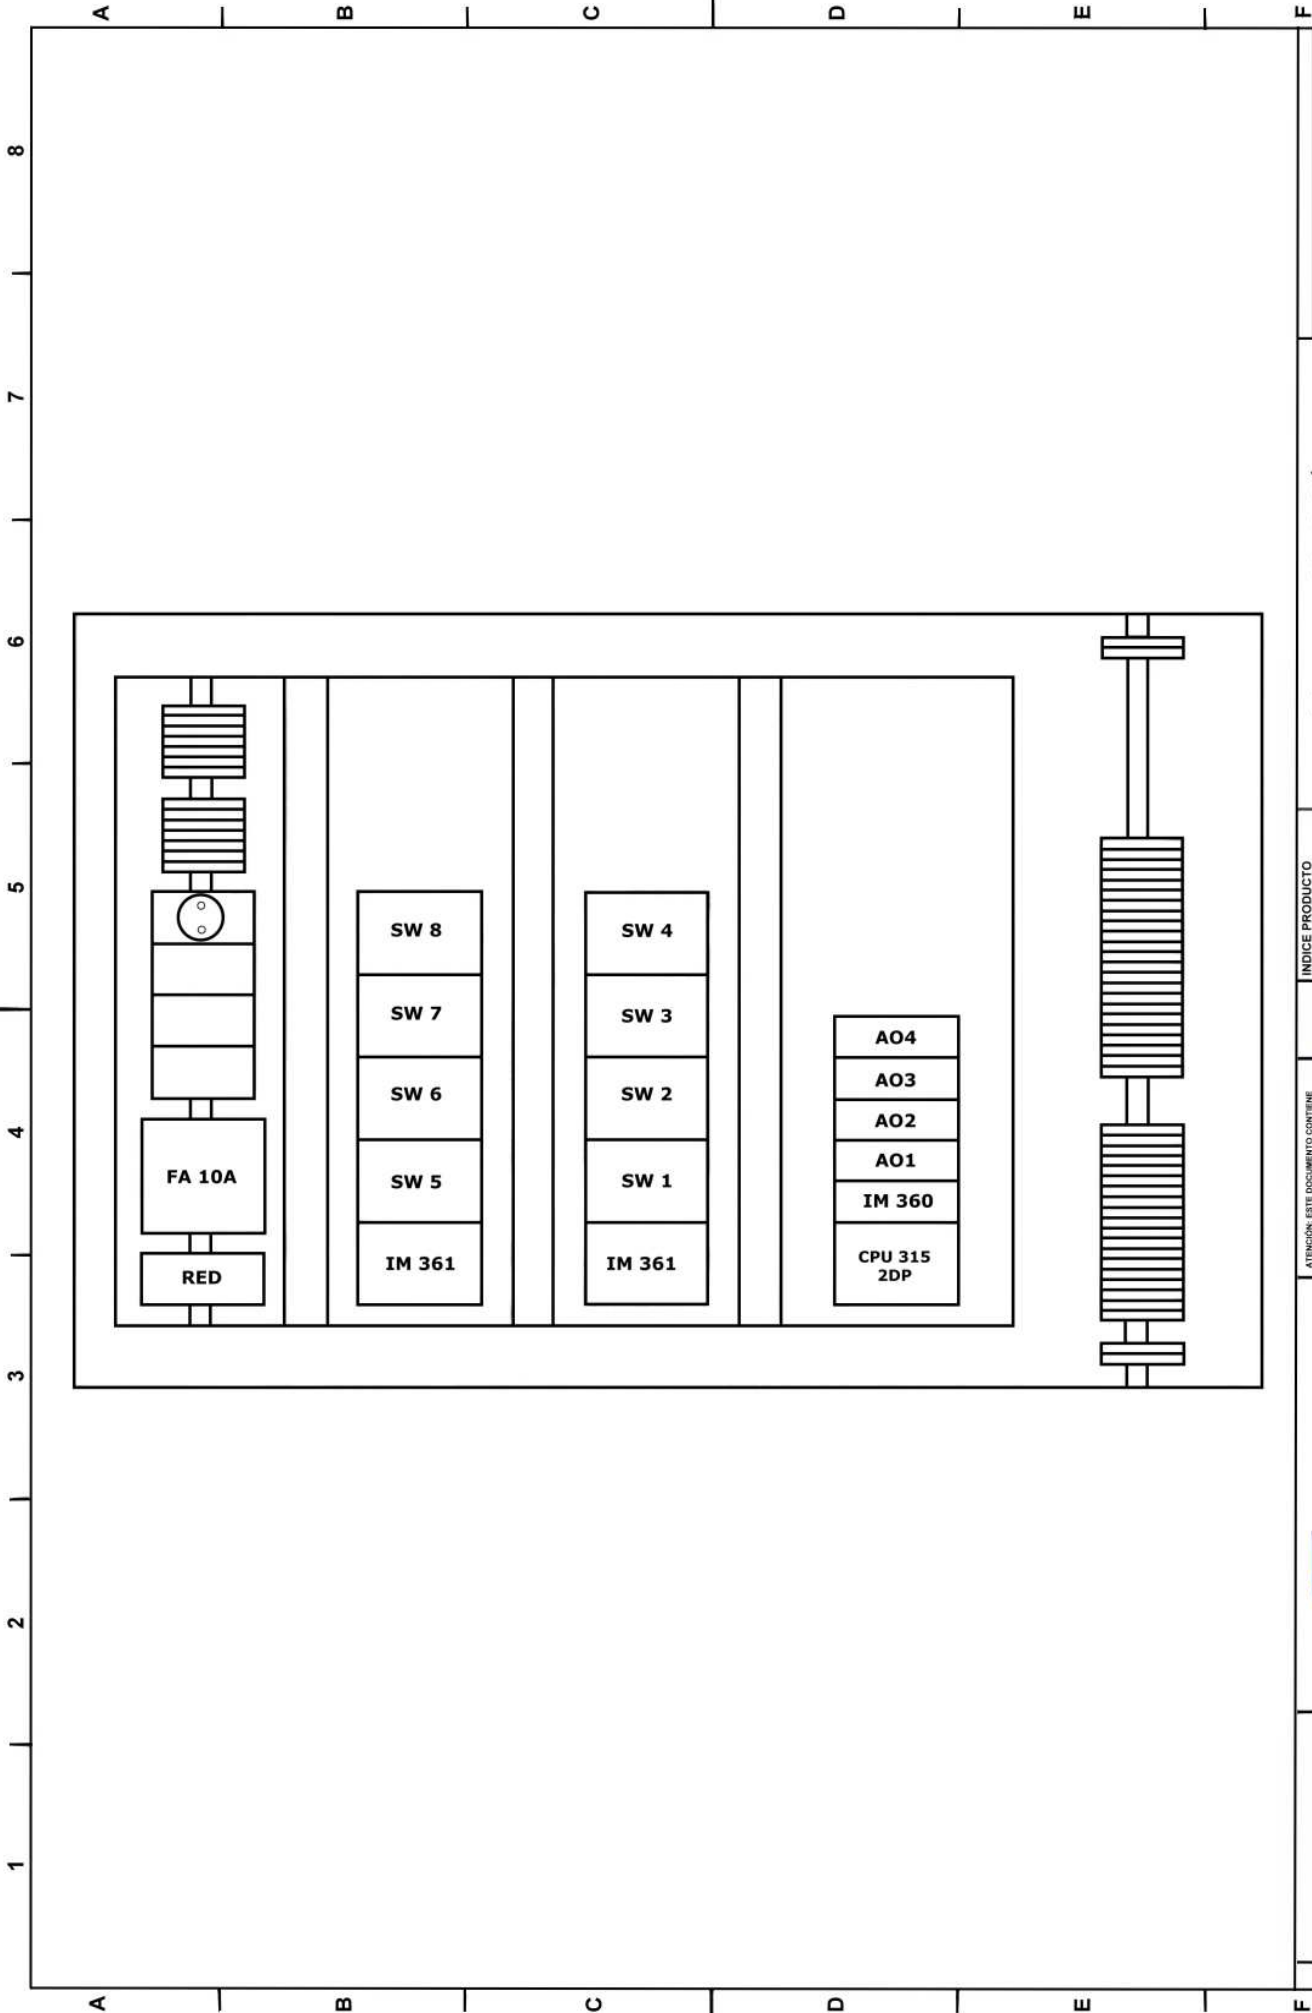 A
B
C
D
E
F
8
7
6
5
4
3
2
1
SW 8
SW 7
SW 6
SW 5
IM 361
SW 4
SW 3
SW 2
SW 1
IM 361
AO4
AO3
AO2
AO1
IM 360
CPU 315
2DP
FA 10A
RED
INDICE PRODUCTO
ATENCIÓN: ESTE DOCUMENTO CONTIENE
A
B
C
D
E
F